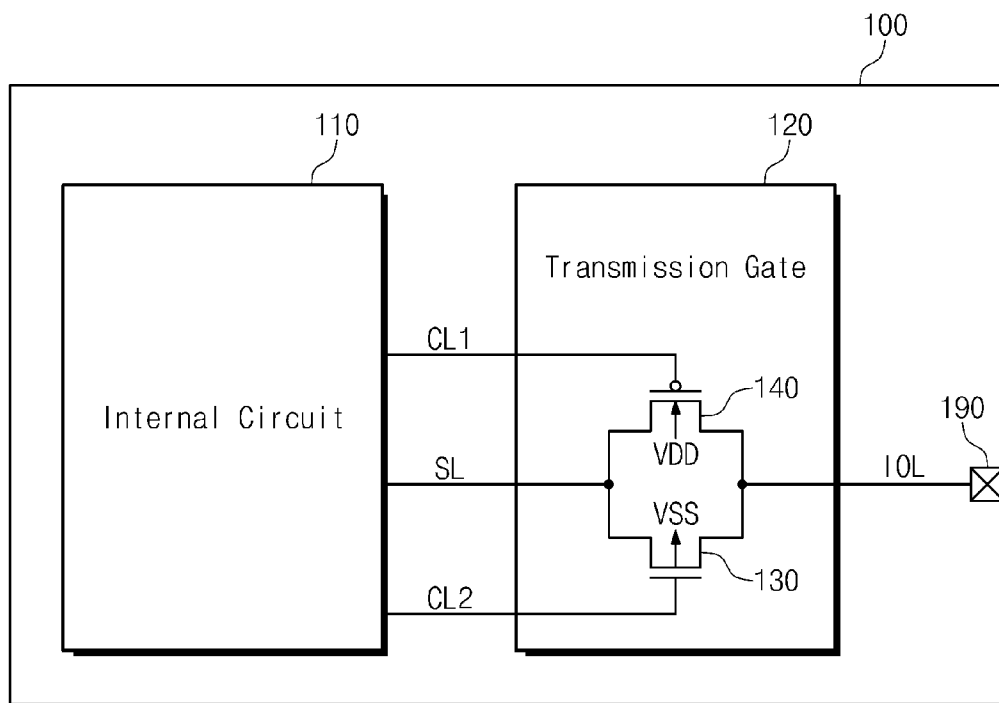 100
110
120
Transmission Gate
CL1
140
Internal Circuit
190
VDD
SL
IOL
VSS
130
CL2